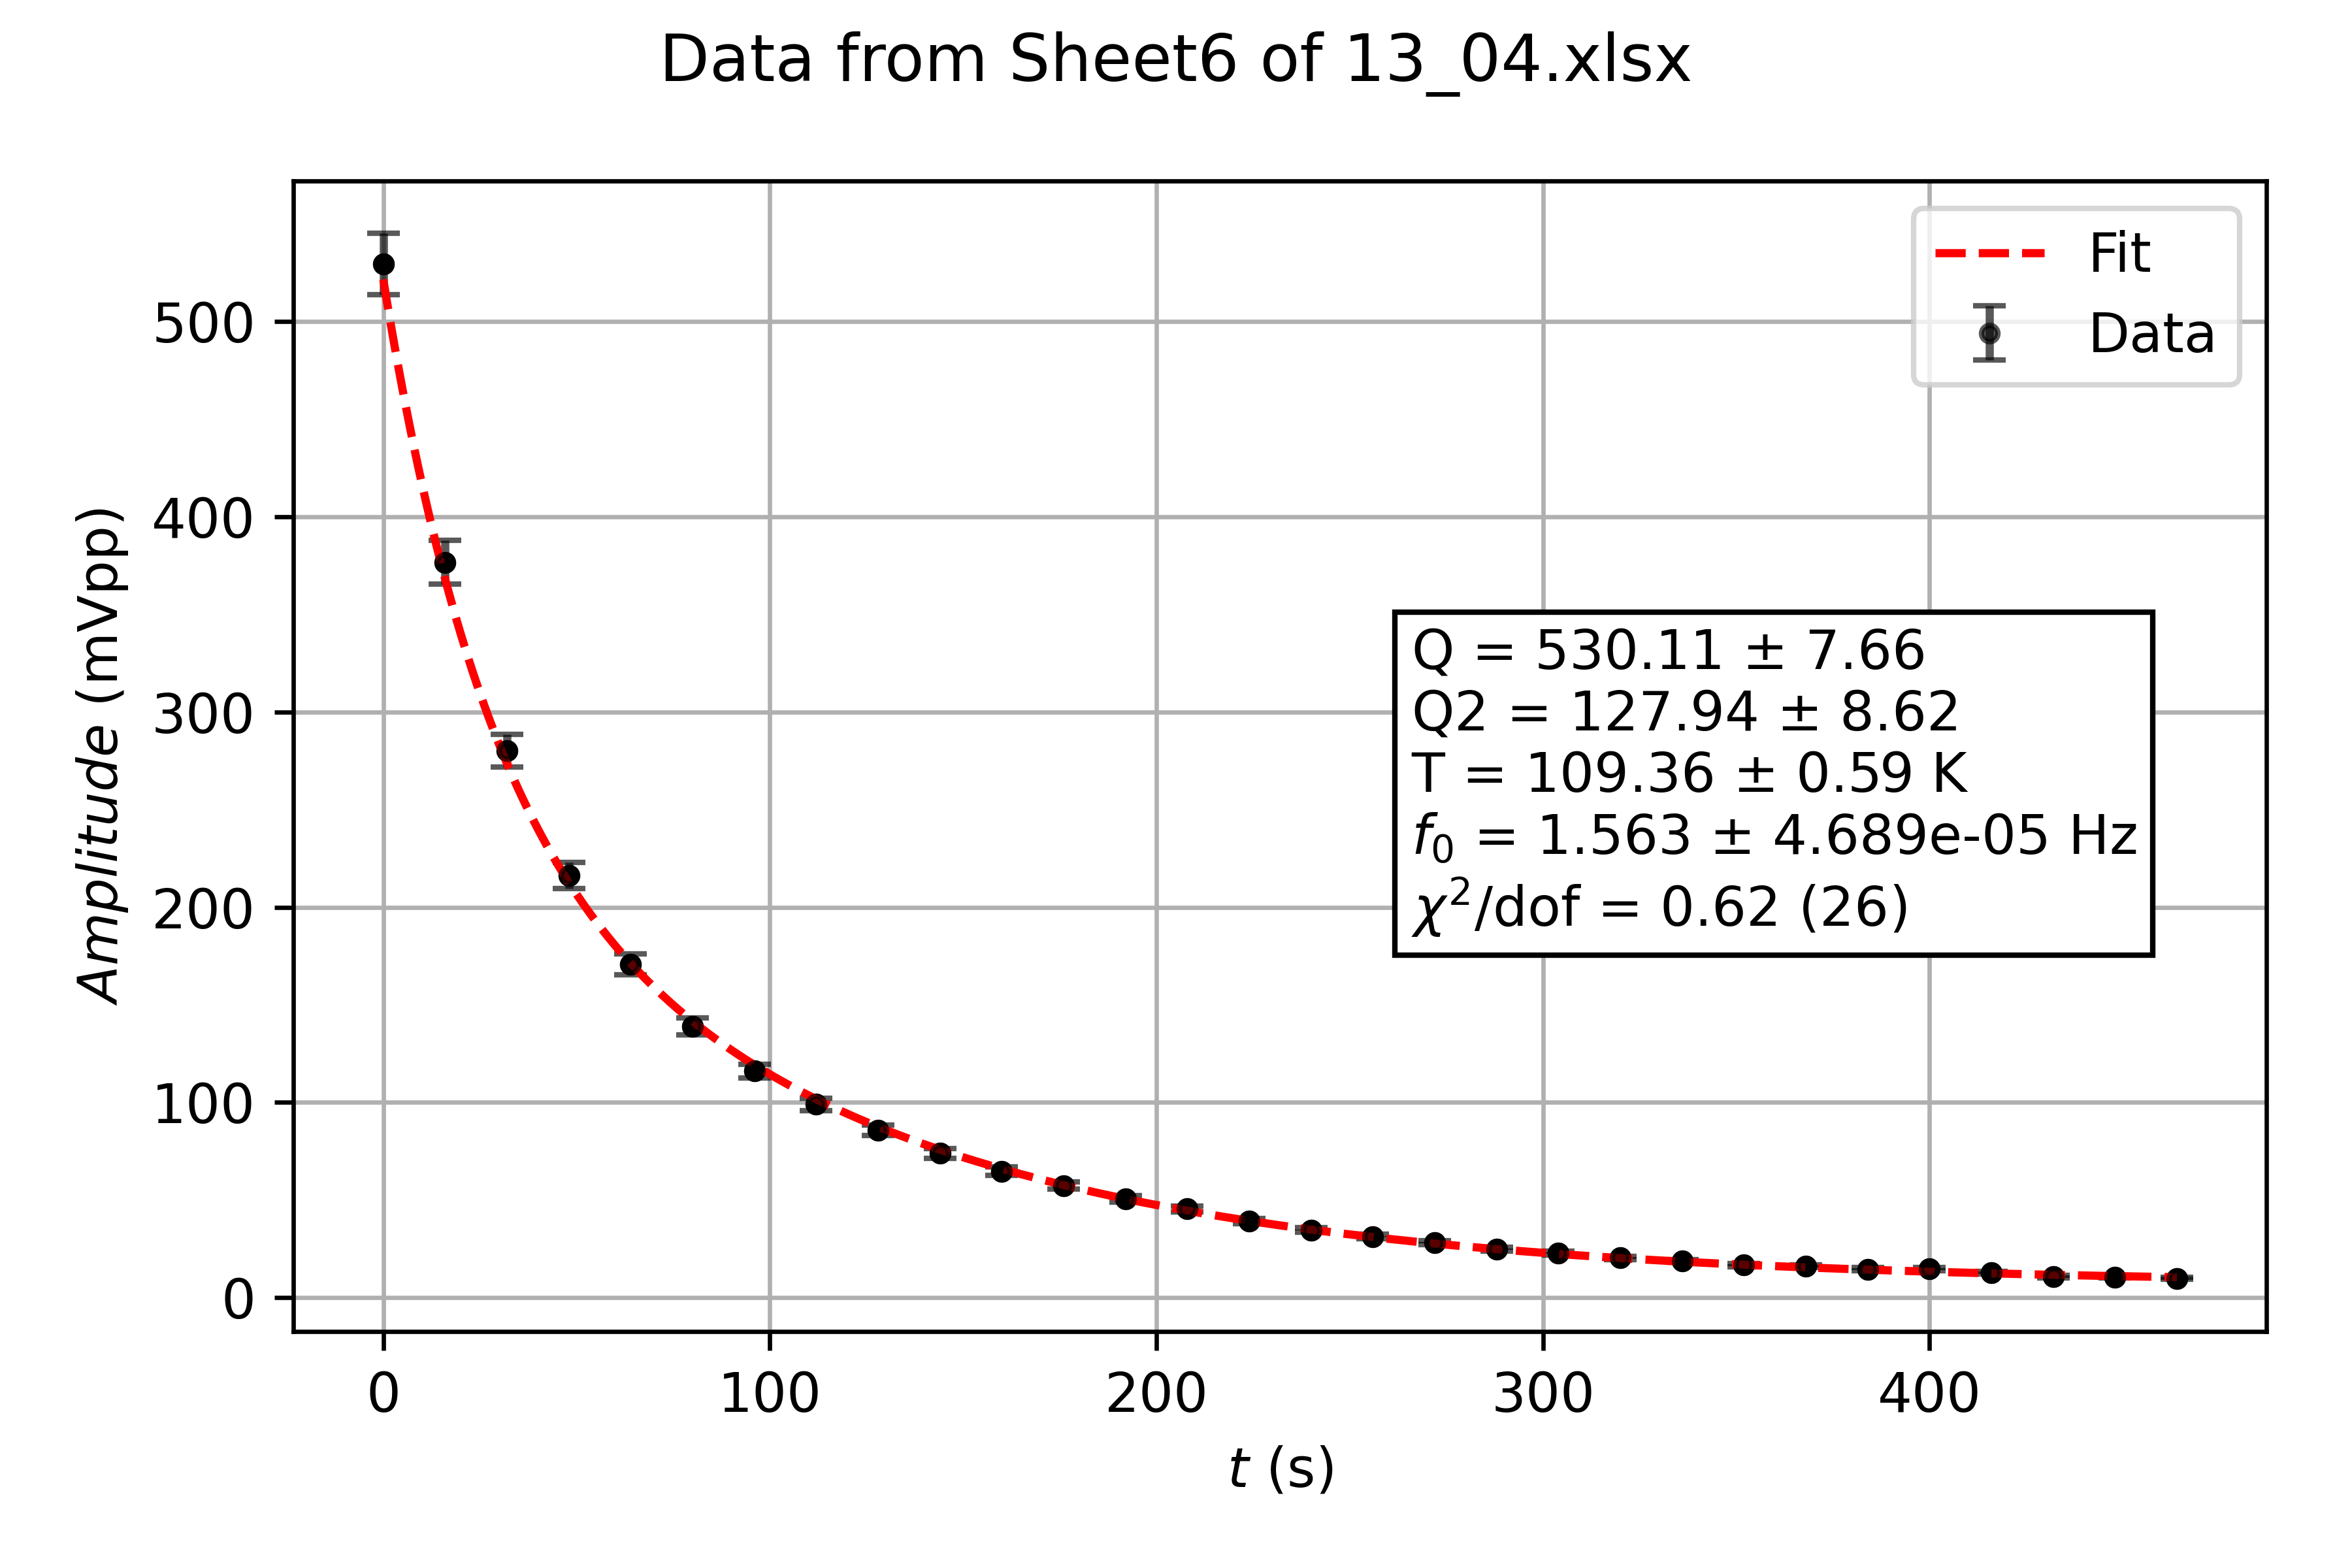 Data from Sheet6 of 13_04.xlsx
Amplitude (mVpp)
500
400
300
200
100
0
Fit
Data
Q = 530.11 ± 7.66
Q2 = 127.94 ± 8.62
T = 109.36 ± 0.59 K
f₀ = 1.563 ± 4.689e-05 Hz
χ²/dof = 0.62 (26)
0 100 200 300 400
t (s)